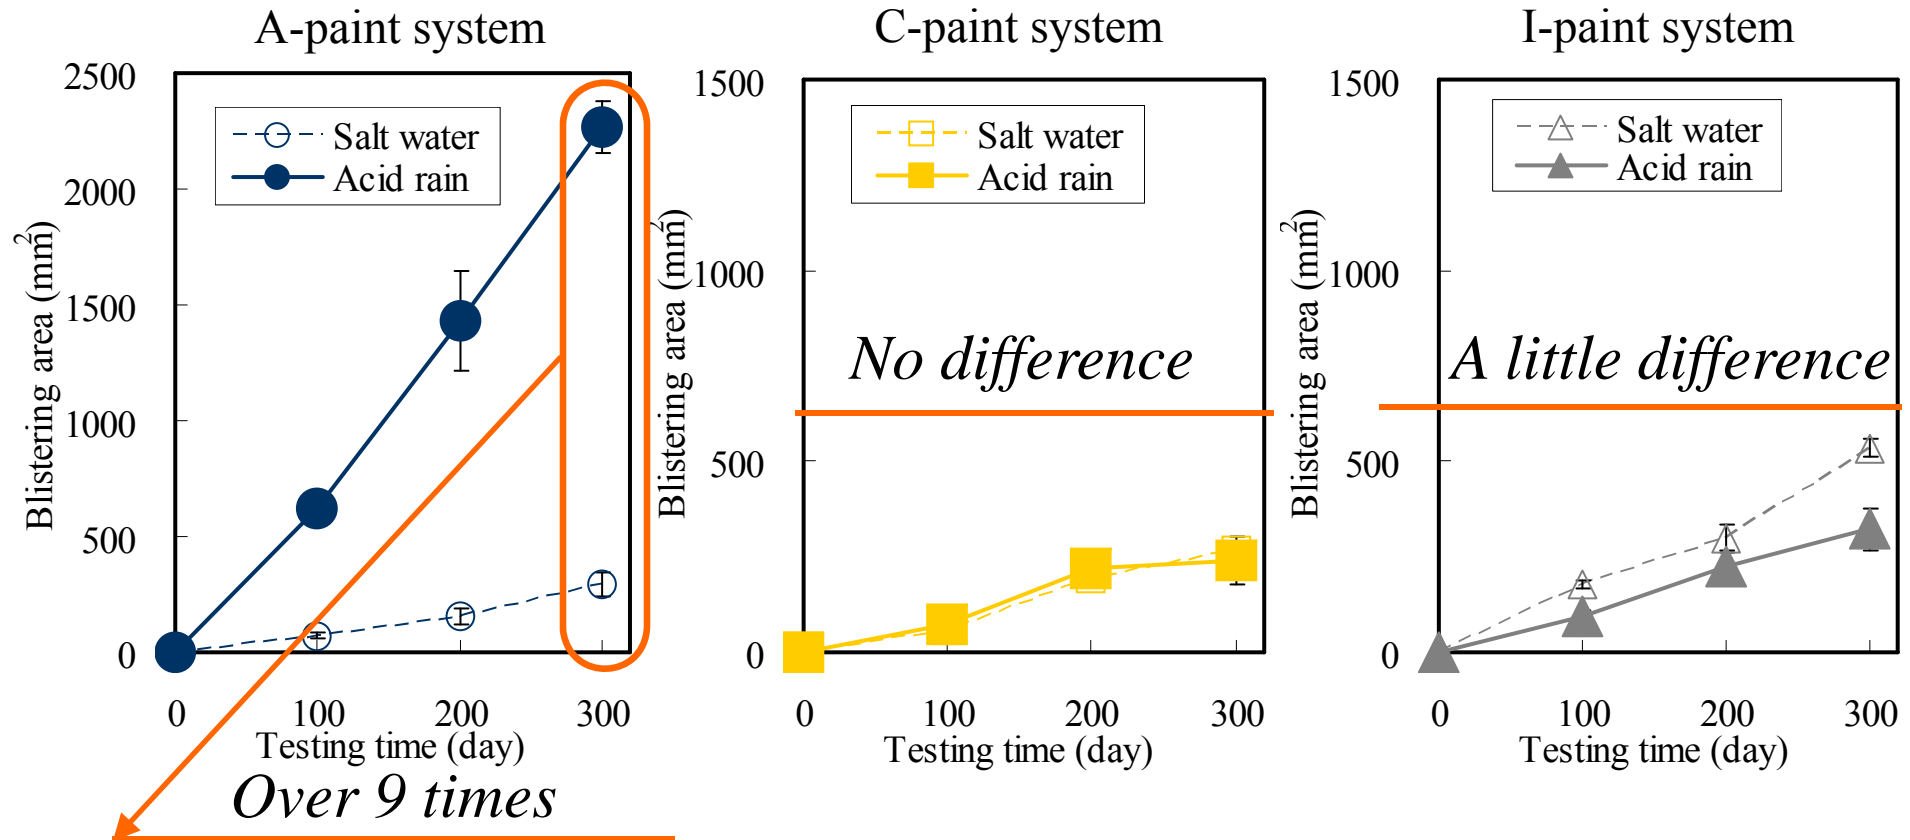 A-paint system
2500
2000
1500
1000
500
0
Blistering area (mm²)
Salt water
Acid rain
0 100 200 300
Testing time (day)
Over 9 times
C-paint system
1500
1000
500
0
Blistering area (mm²)
Salt water
Acid rain
No difference
0 100 200 300
Testing time (day)
I-paint system
1500
1000
500
0
Blistering area (mm²)
Salt water
Acid rain
A little difference
0 100 200 300
Testing time (day)